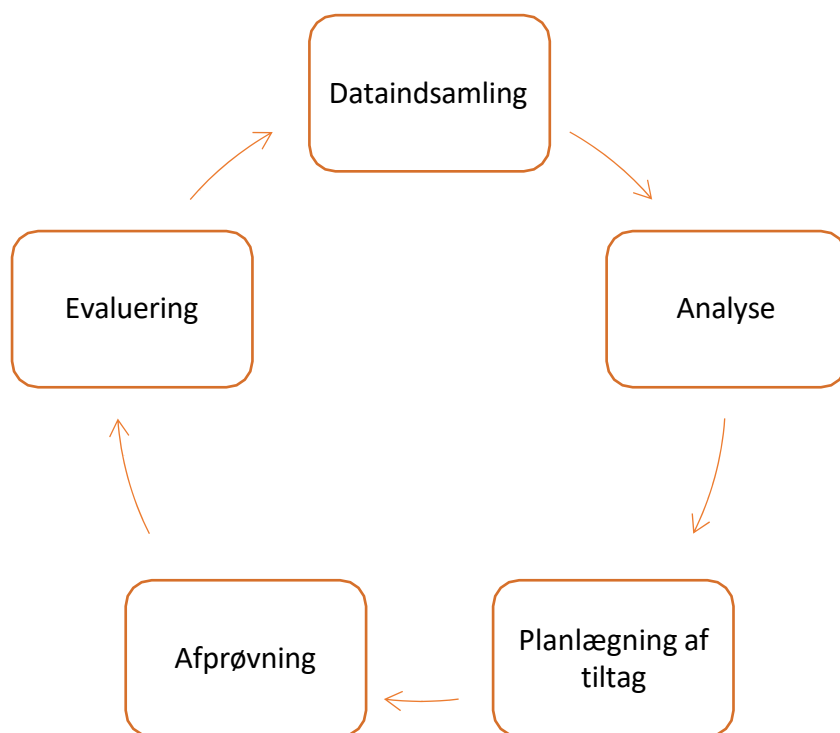 Dataindsamling
Analyse
Planlægning af
tiltag
Afprøvning
Evaluering